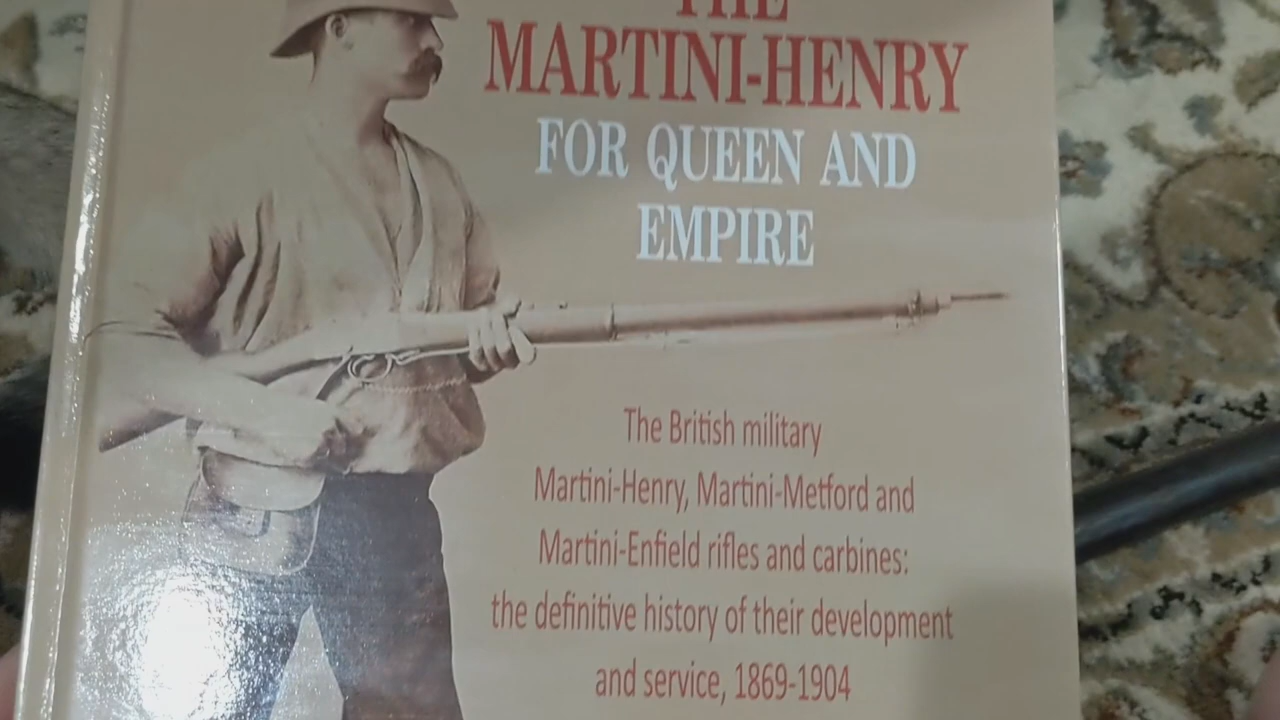 THE
MARTINI-HENRY
FOR QUEEN AND
EMPIRE
The British military
Martini-Henry, Martini-Metford and
Martini-Enfield rifles and carbines:
the definitive history of their development
and service, 1869-1904